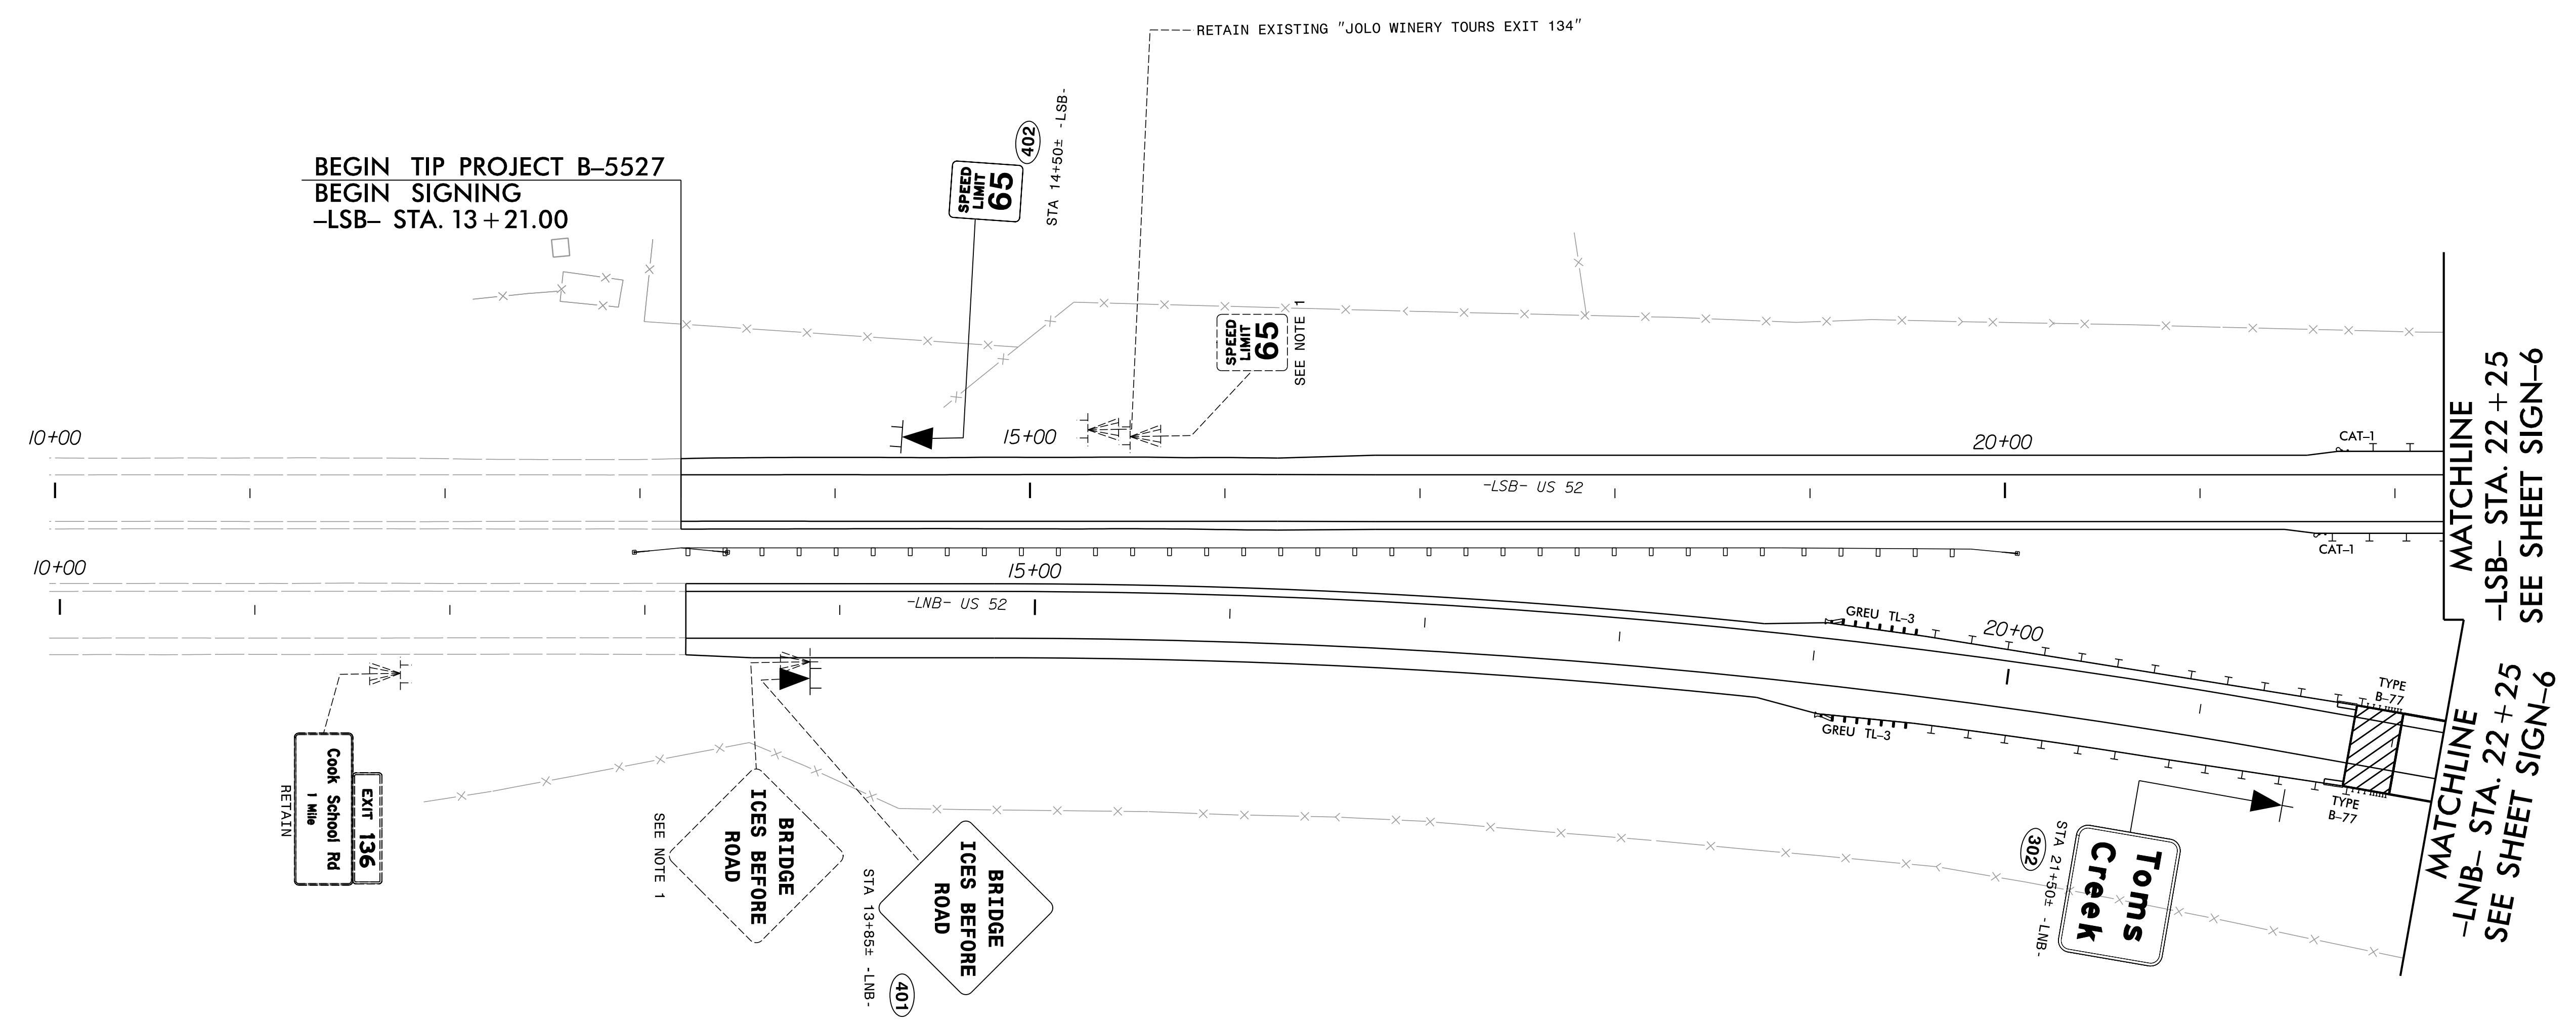 RETAIN EXISTING "JOLO WINERY TOURS EXIT 134"
BEGIN TIP PROJECT B–5527
BEGIN SIGNING
–LSB– STA. 13+21.00
SPEED
LIMIT
65
402
STA 14+50± -LSB-
SPEED
LIMIT
65
SEE NOTE 1
10+00
15+00
20+00
CAT–1
-LSB- US 52
CAT–1
MATCHLINE
–LSB– STA. 22+25
SEE SHEET SIGN–6
10+00
15+00
-LNB- US 52
GREU TL–3
20+00
GREU TL–3
TYPE
B–77
TYPE
B–77
EXIT 136
Cook School Rd
1 Mile
RETAIN
BRIDGE
ICES BEFORE
ROAD
SEE NOTE 1
BRIDGE
ICES BEFORE
ROAD
STA 13+85± -LNB-
401
Toms
Creek
STA 21+50± -LNB-
302
MATCHLINE
–LNB– STA. 22+25
SEE SHEET SIGN–6